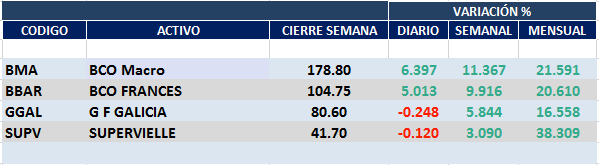 VARIACIÓN %
CODIGO ACTIVO CIERRE SEMANA DIARIO SEMANAL MENSUAL
BMA BCO Macro 178.80 6.397 11.367 21.591
BBAR BCO FRANCES 104.75 5.013 9.916 20.610
GGAL G F GALICIA 80.60 -0.248 5.844 16.558
SUPV SUPERVIELLE 41.70 -0.120 3.090 38.309